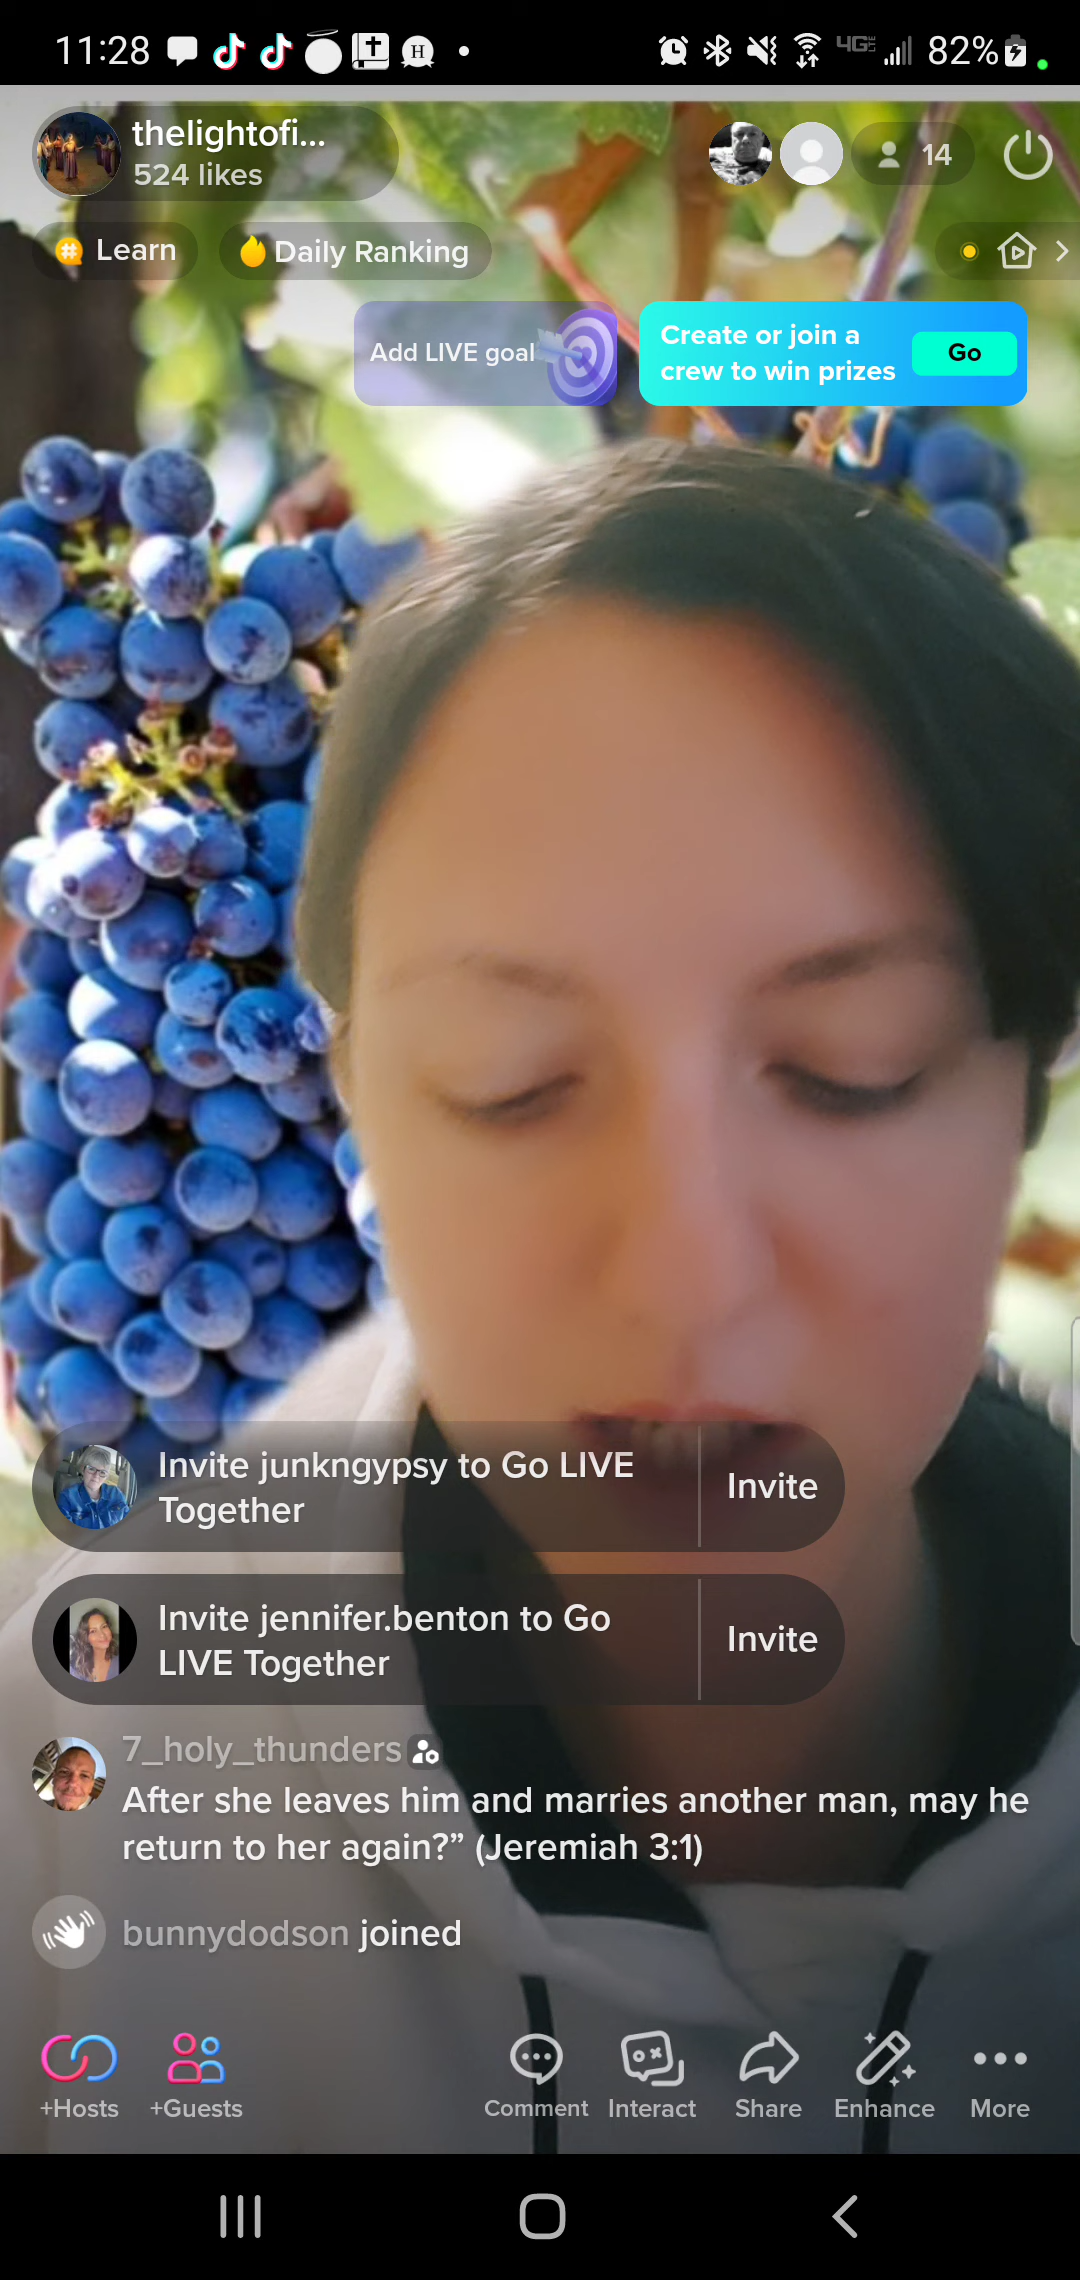 11:28
H
4G LTE
82%
thelightofi...
524 likes
14
# Learn
Daily Ranking
Add LIVE goal
Create or join a
crew to win prizes
Go
Invite junkngypsy to Go LIVE
Together
Invite
Invite jennifer.benton to Go
LIVE Together
Invite
7_holy_thunders
After she leaves him and marries another man, may he
return to her again?” (Jeremiah 3:1)
bunnydodson joined
+Hosts
+Guests
Comment
Interact
Share
Enhance
More